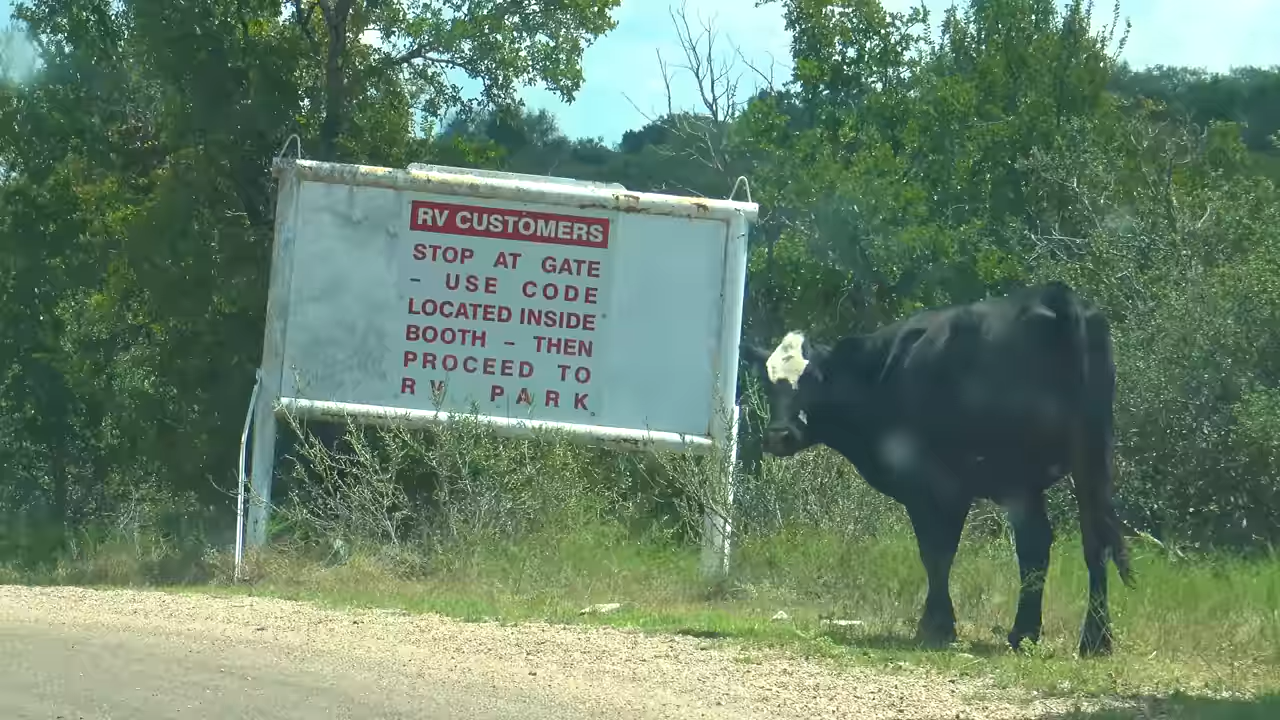 RV CUSTOMERS
STOP AT GATE
- USE CODE
LOCATED INSIDE
BOOTH - THEN
PROCEED TO
RV PARK